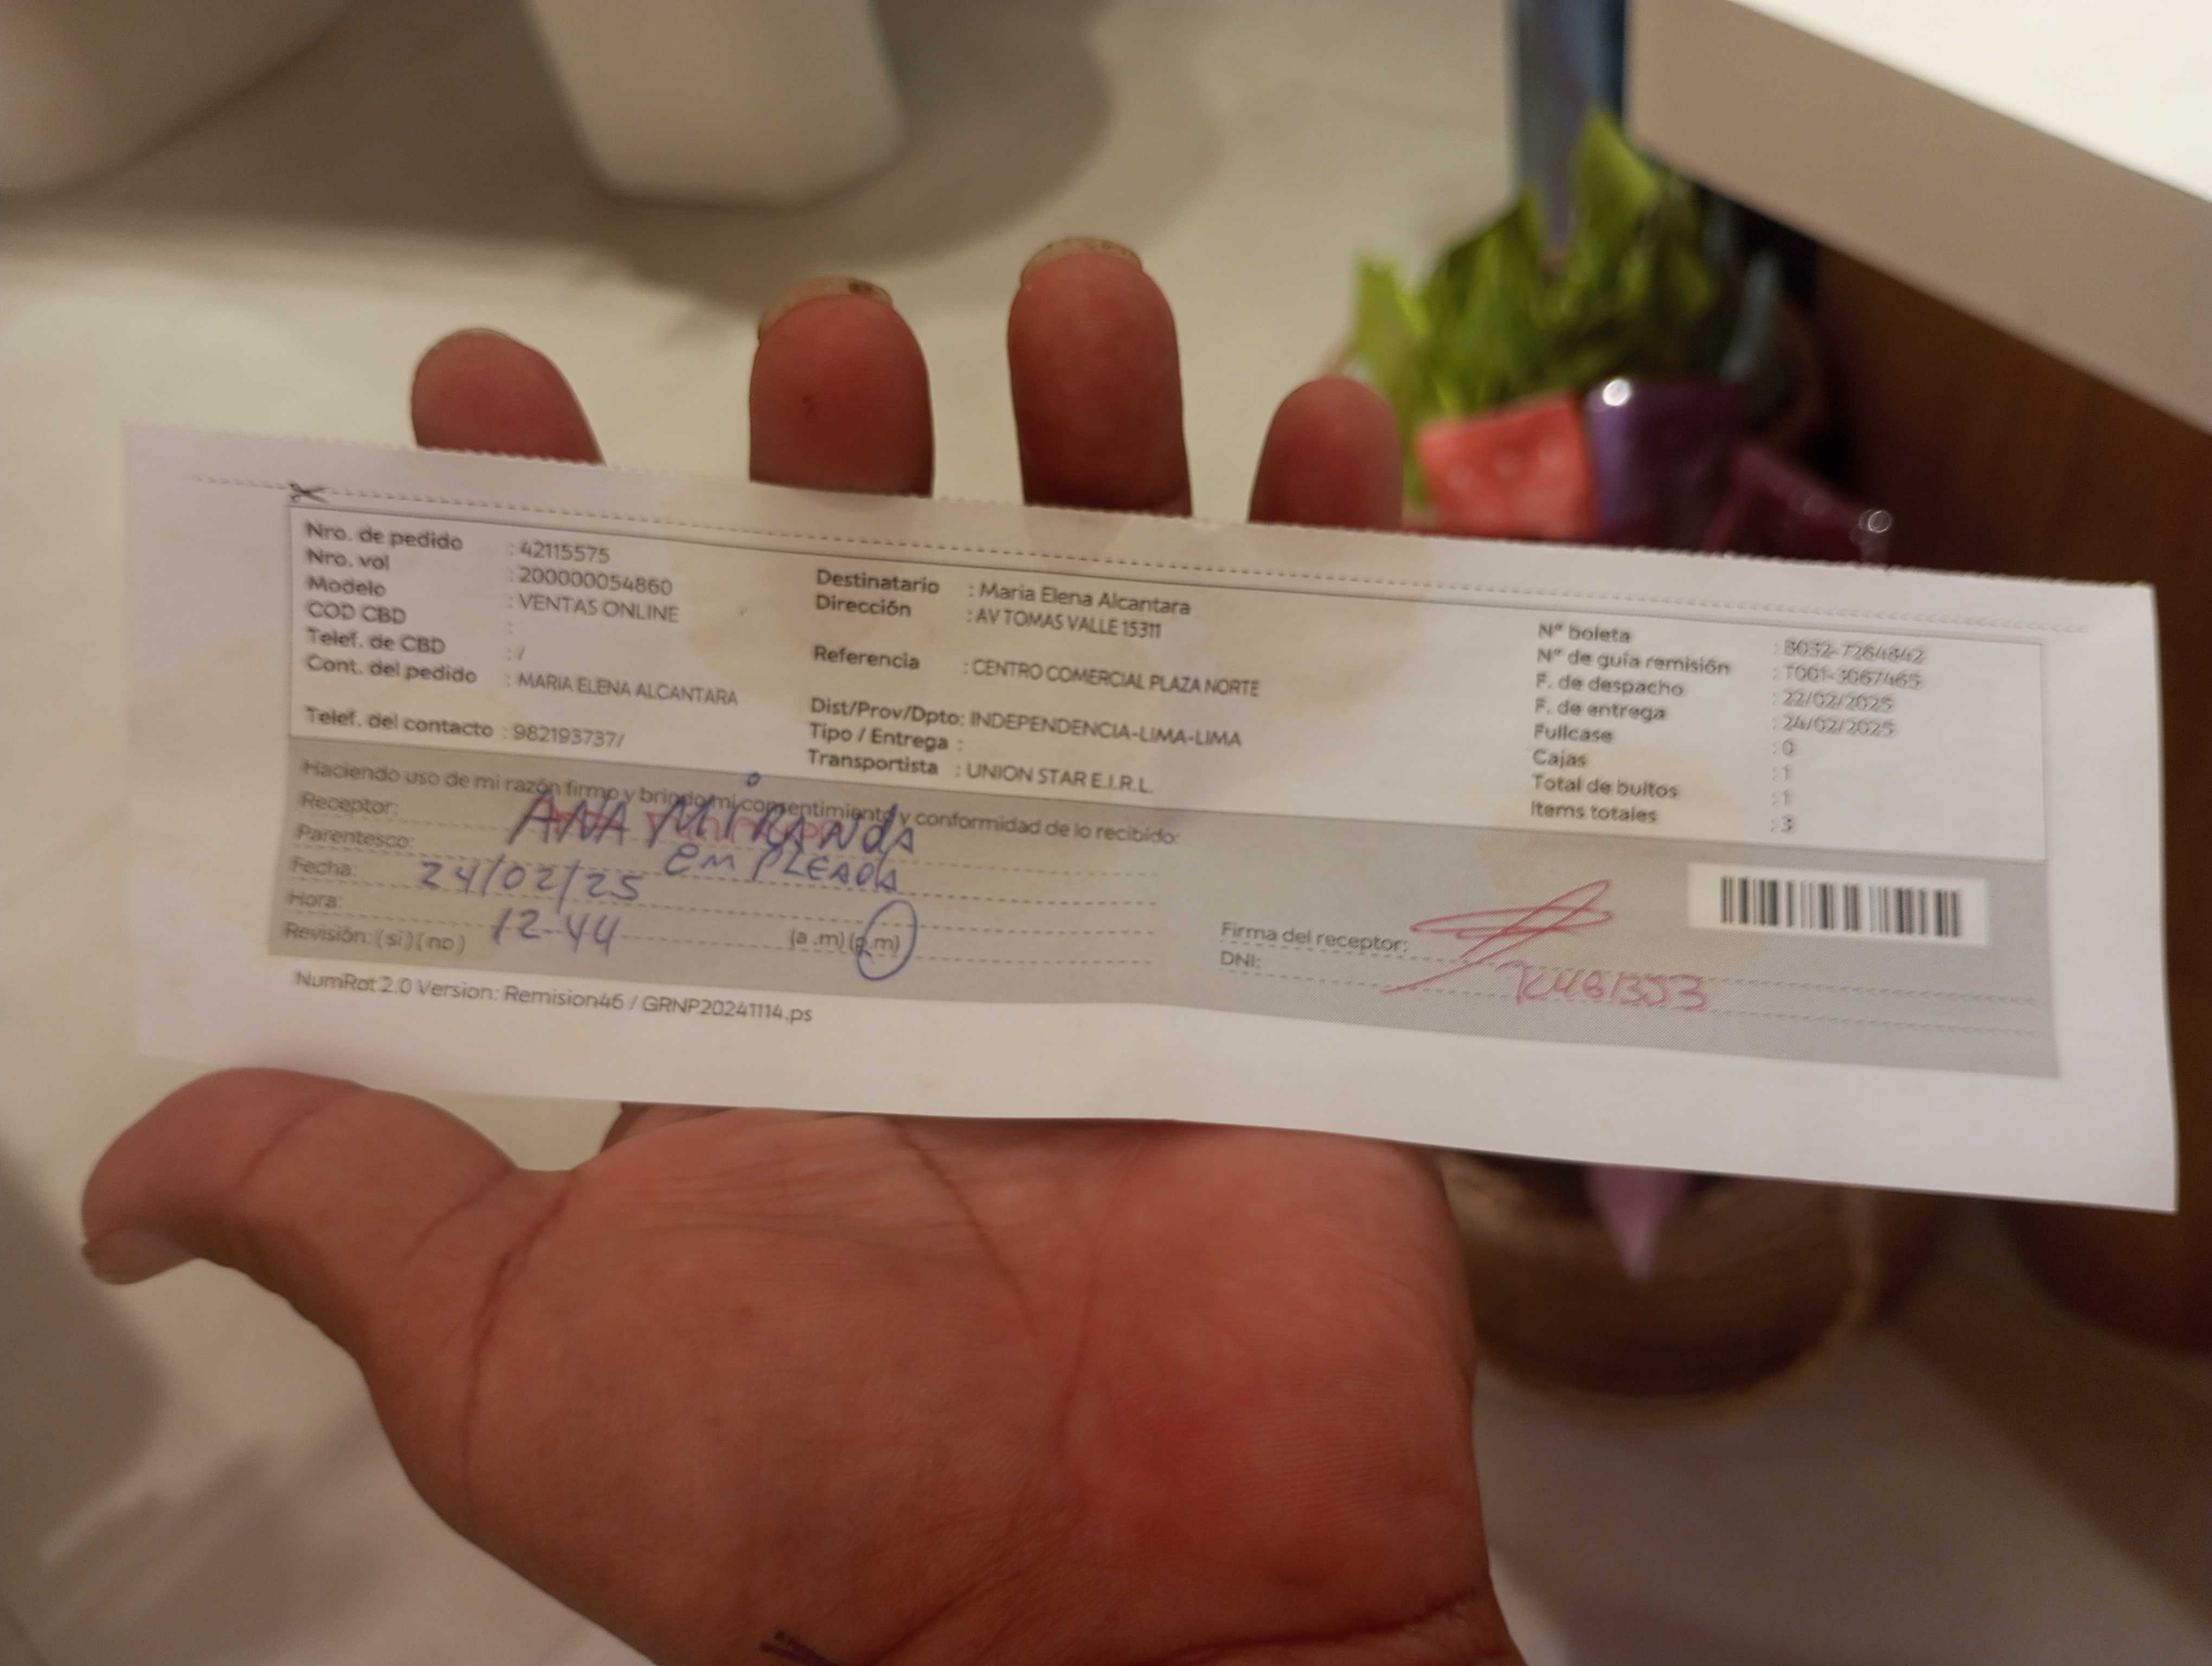 Nro. de pedido : 42115575
Nro. vol : 200000054860
Modelo : VENTAS ONLINE
COD CBD :
Telef. de CBD : /
Cont. del pedido : MARIA ELENA ALCANTARA
Telef. del contacto : 982193737/
Destinatario : Maria Elena Alcantara
Dirección : AV TOMAS VALLE 15311
Referencia : CENTRO COMERCIAL PLAZA NORTE
Dist/Prov/Dpto: INDEPENDENCIA-LIMA-LIMA
Tipo / Entrega :
Transportista : UNION STAR E.I.R.L.
N° boleta : B032-7264842
N° de guía remisión : T001-3067465
F. de despacho : 22/02/2025
F. de entrega : 24/02/2025
Fullcase : 0
Cajas : 1
Total de bultos : 1
Items totales : 3
Haciendo uso de mi razón firmo y brindo mi consentimiento y conformidad de lo recibido:
Receptor: ANA MIRANDA
Parentesco: EMPLEADA
Fecha: 24/02/25
Hora: 12-44 (a .m) (p.m)
Revisión: ( si ) ( no )
Firma del receptor:
DNI:
NumRot 2.0 Version: Remision46 / GRNP20241114.ps